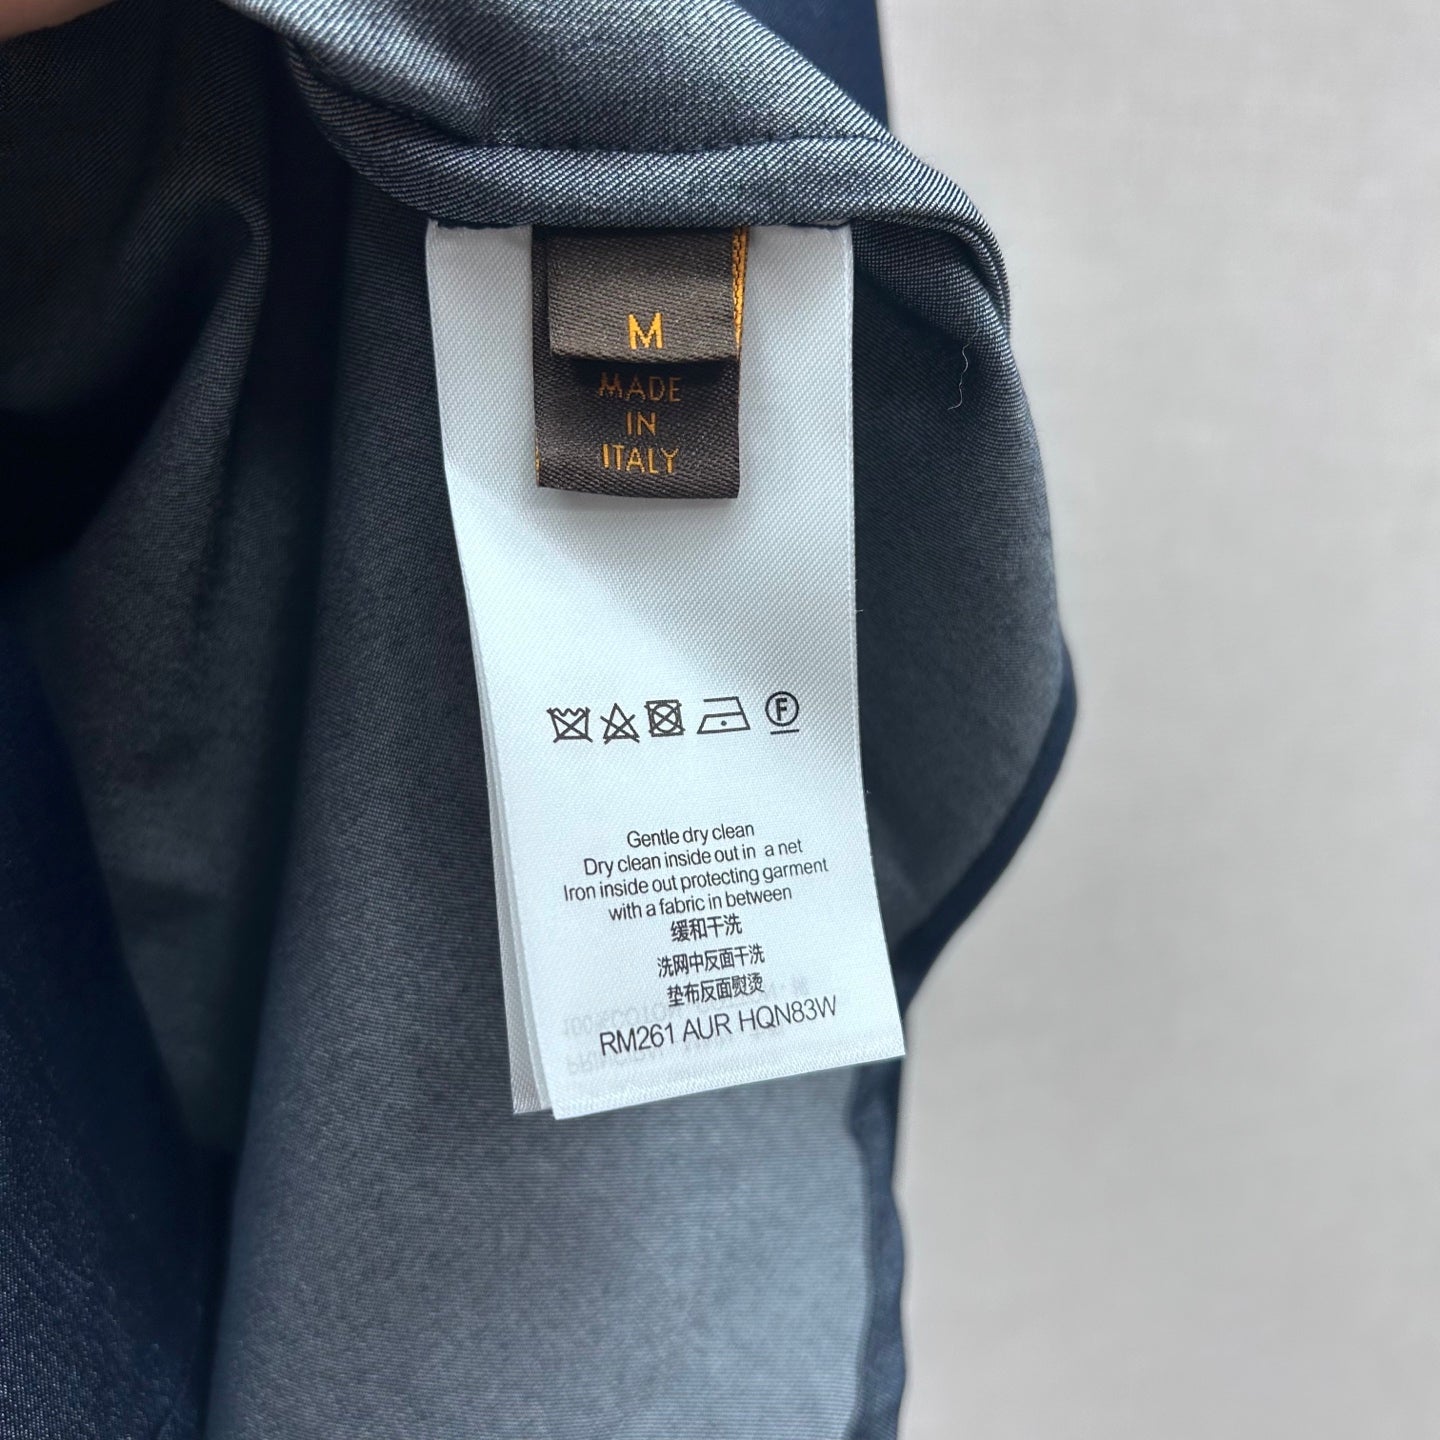 M
MADE
IN
ITALY
F
Gentle dry clean
Dry clean inside out in a net
Iron inside out protecting garment
with a fabric in between
缓和干洗
洗网中反面干洗
垫布反面熨烫
RM261 AUR HQN83W